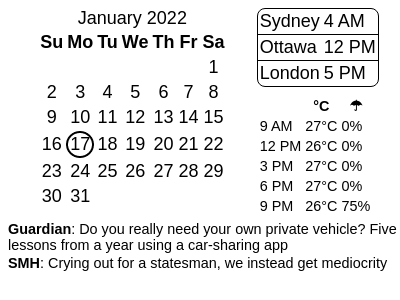 January 2022
Su Mo Tu We Th Fr Sa
1
2 3 4 5 6 7 8
9 10 11 12 13 14 15
16 17 18 19 20 21 22
23 24 25 26 27 28 29
30 31
Sydney 4 AM
Ottawa 12 PM
London 5 PM
°C ☂
9 AM 27°C 0%
12 PM 26°C 0%
3 PM 27°C 0%
6 PM 27°C 0%
9 PM 26°C 75%
Guardian: Do you really need your own private vehicle? Five
lessons from a year using a car-sharing app
SMH: Crying out for a statesman, we instead get mediocrity